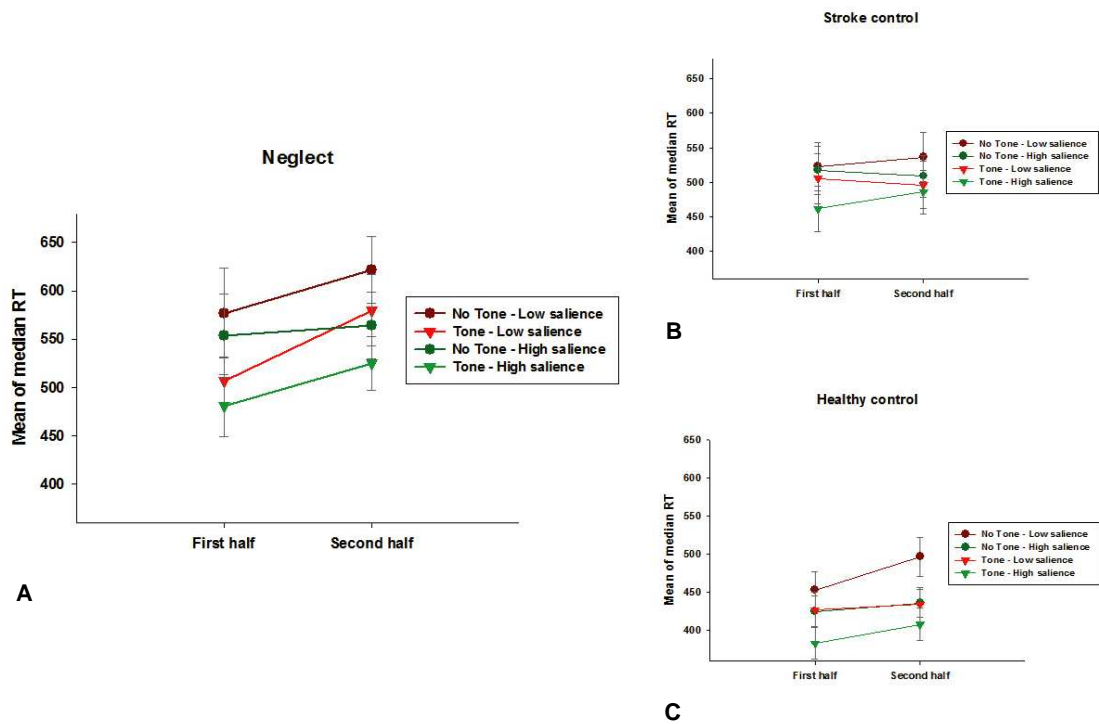 A
Neglect
Mean of median RT
650
600
550
500
450
400
First half
Second half
No Tone - Low salience
Tone - Low salience
No Tone - High salience
Tone - High salience
Stroke control
Mean of median RT
650
600
550
500
450
400
First half
Second half
No Tone - Low salience
No Tone - High salience
Tone - Low salience
Tone - High salience
B
Healthy control
Mean of median RT
650
600
550
500
450
400
First half
Second half
No Tone - Low salience
No Tone - High salience
Tone - Low salience
Tone - High salience
C